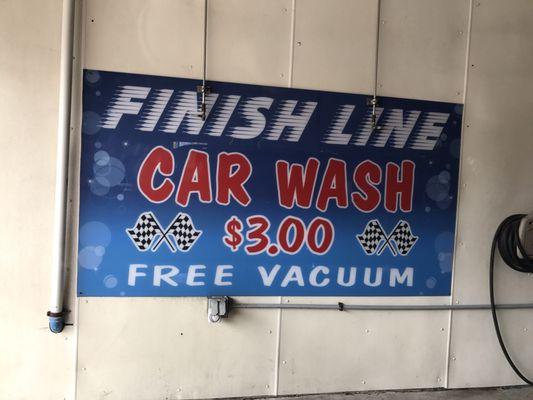 FINISH LINE
CAR WASH
$3.00
FREE VACUUM